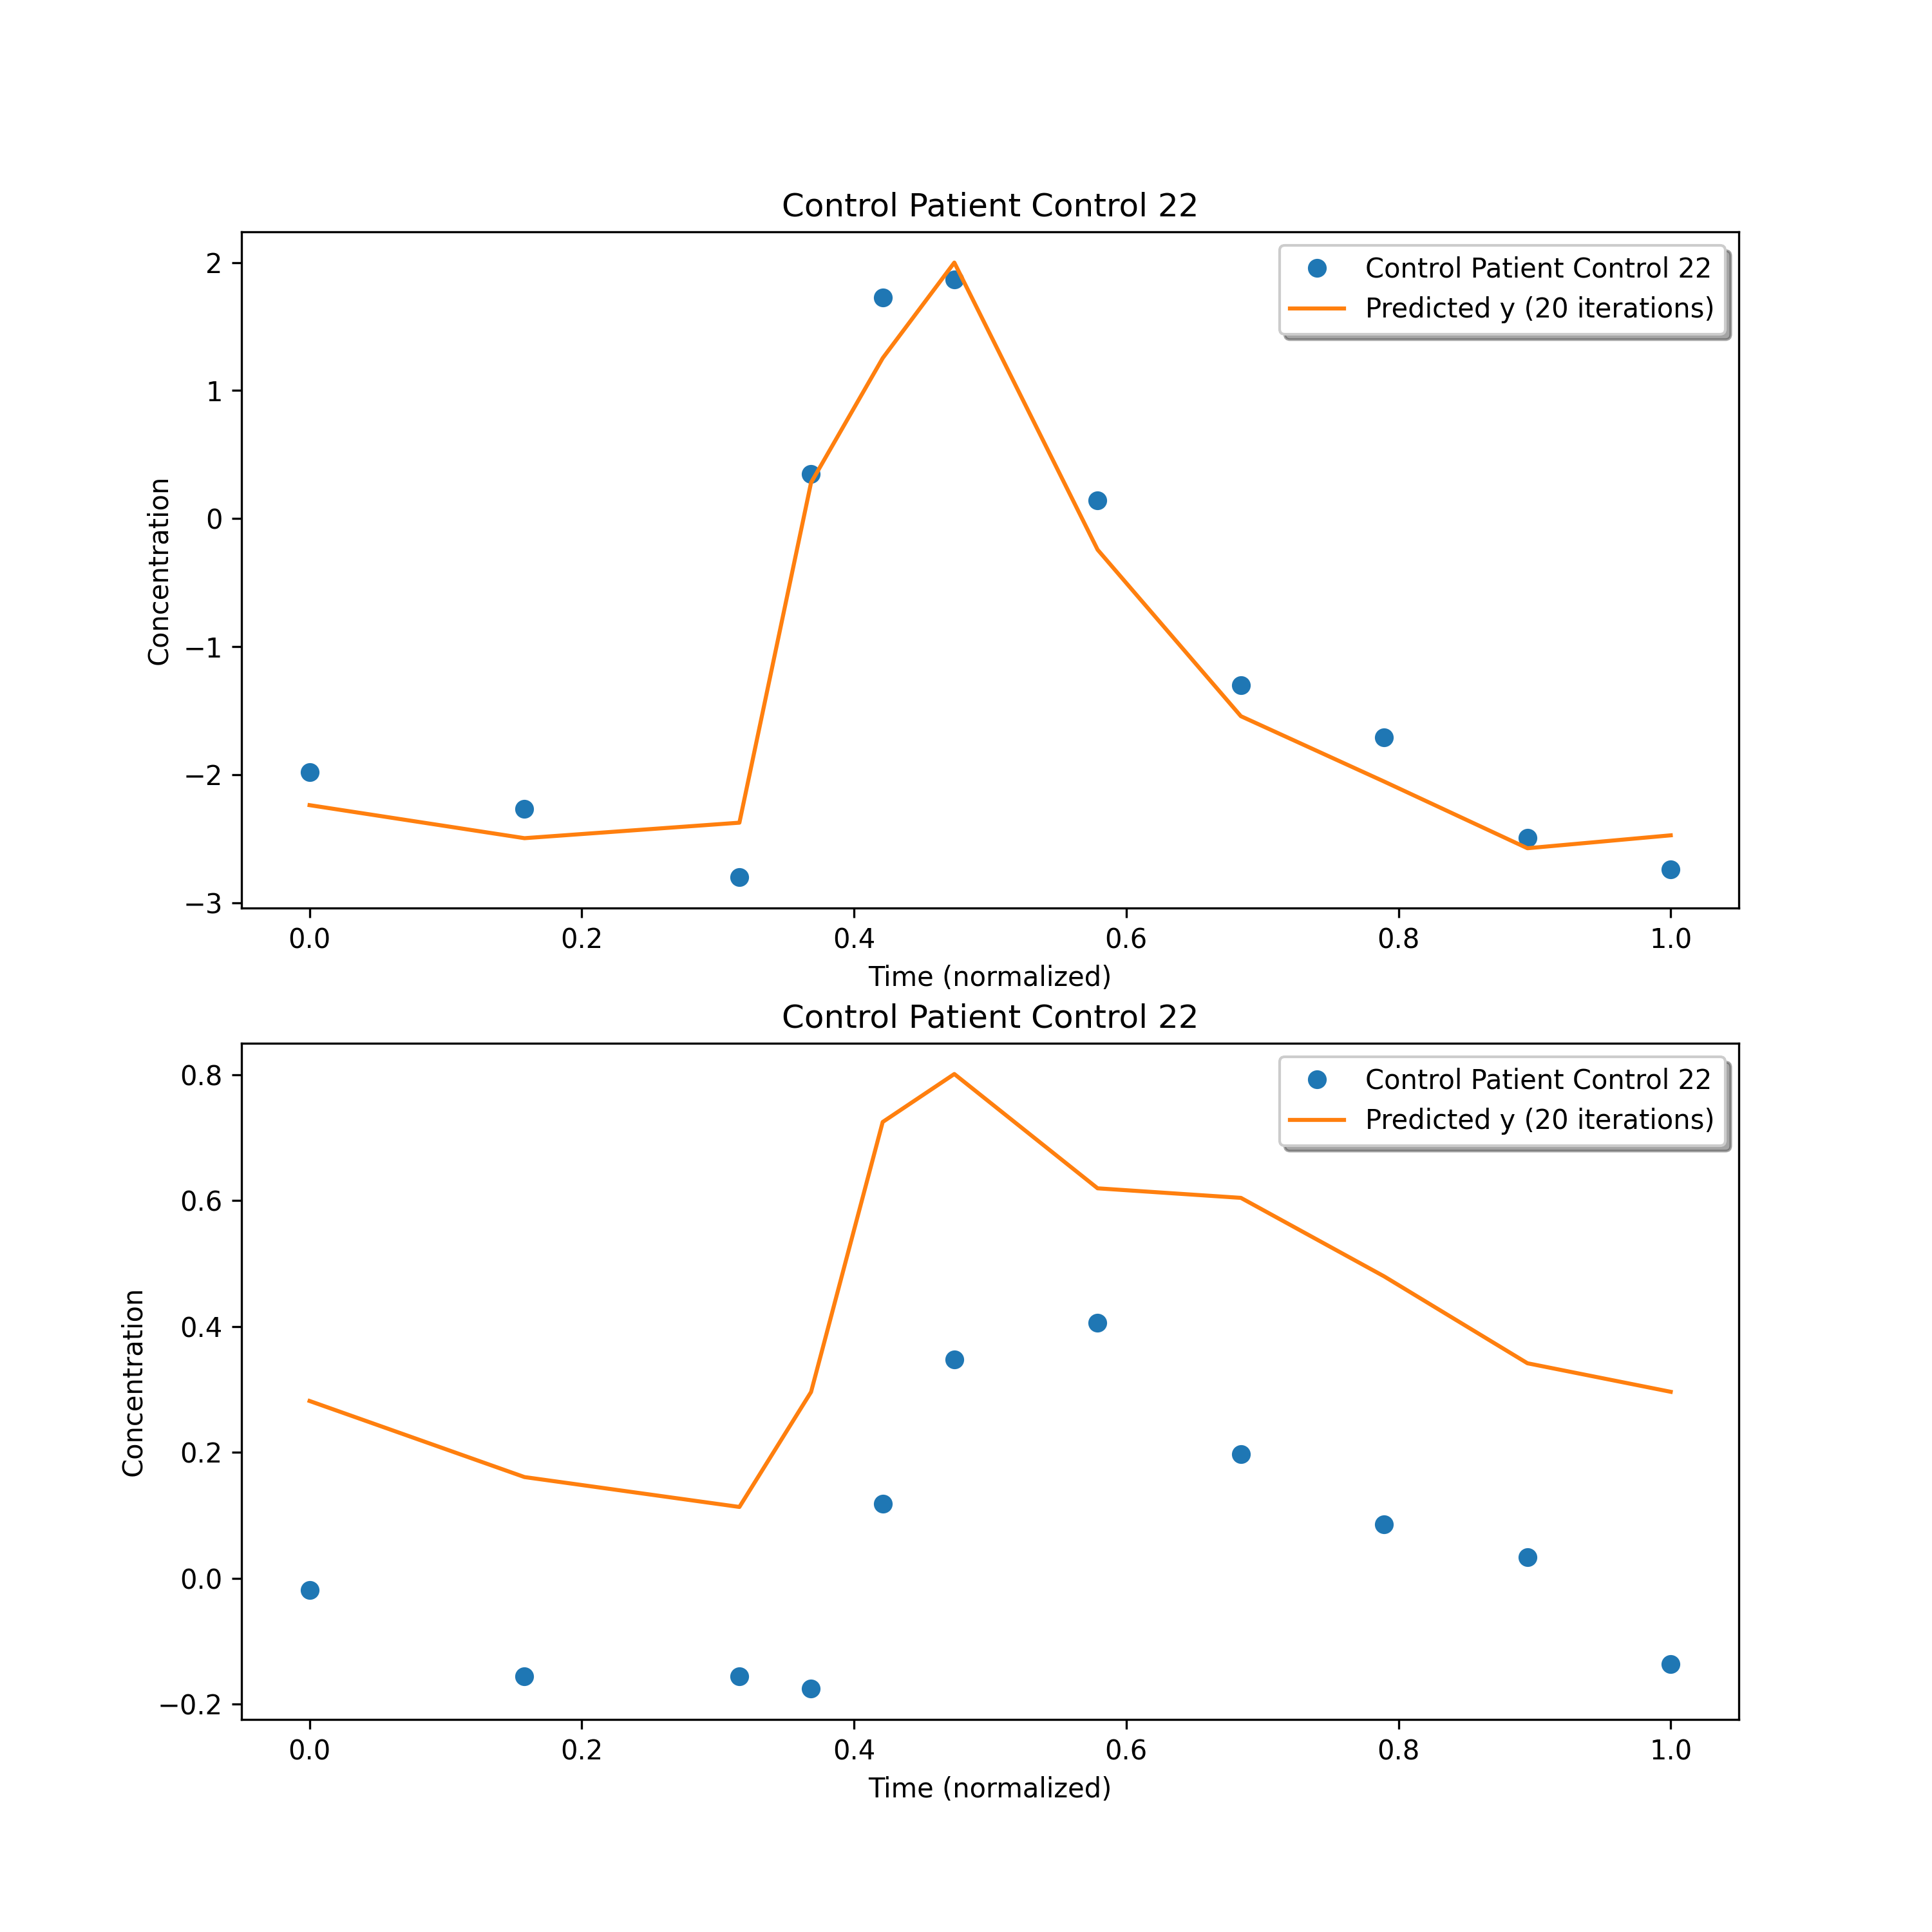 Control Patient Control 22
Control Patient Control 22
Predicted y (20 iterations)
2
1
0
−1
−2
−3
Concentration
0.0 0.2 0.4 0.6 0.8 1.0
Time (normalized)
Control Patient Control 22
Control Patient Control 22
Predicted y (20 iterations)
0.8
0.6
0.4
0.2
0.0
−0.2
Concentration
0.0 0.2 0.4 0.6 0.8 1.0
Time (normalized)